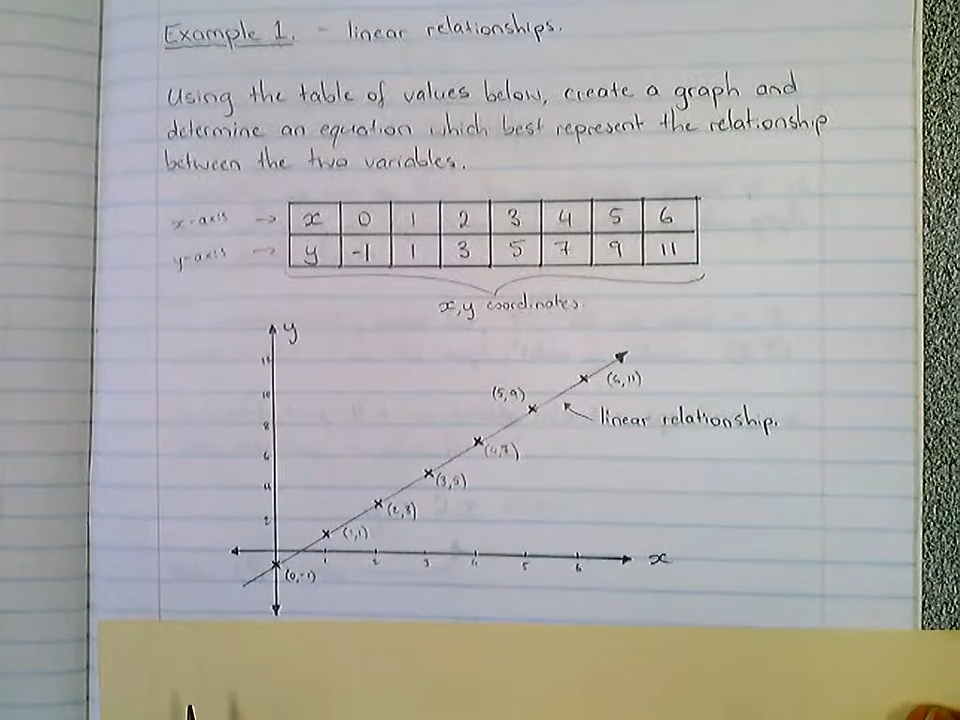 Example 1. - linear relationships.
Using the table of values below, create a graph and
determine an equation which best represent the relationship
between the two variables.
x-axis → x 0 1 2 3 4 5 6
y-axis → y -1 1 3 5 7 9 11
x,y coordinates.
y
11
(6,11)
10
(5,9)
linear relationship.
8
6
(4,7)
4
(3,5)
2
(2,3)
(1,1)
1 2 3 4 5 6 x
(0,-1)